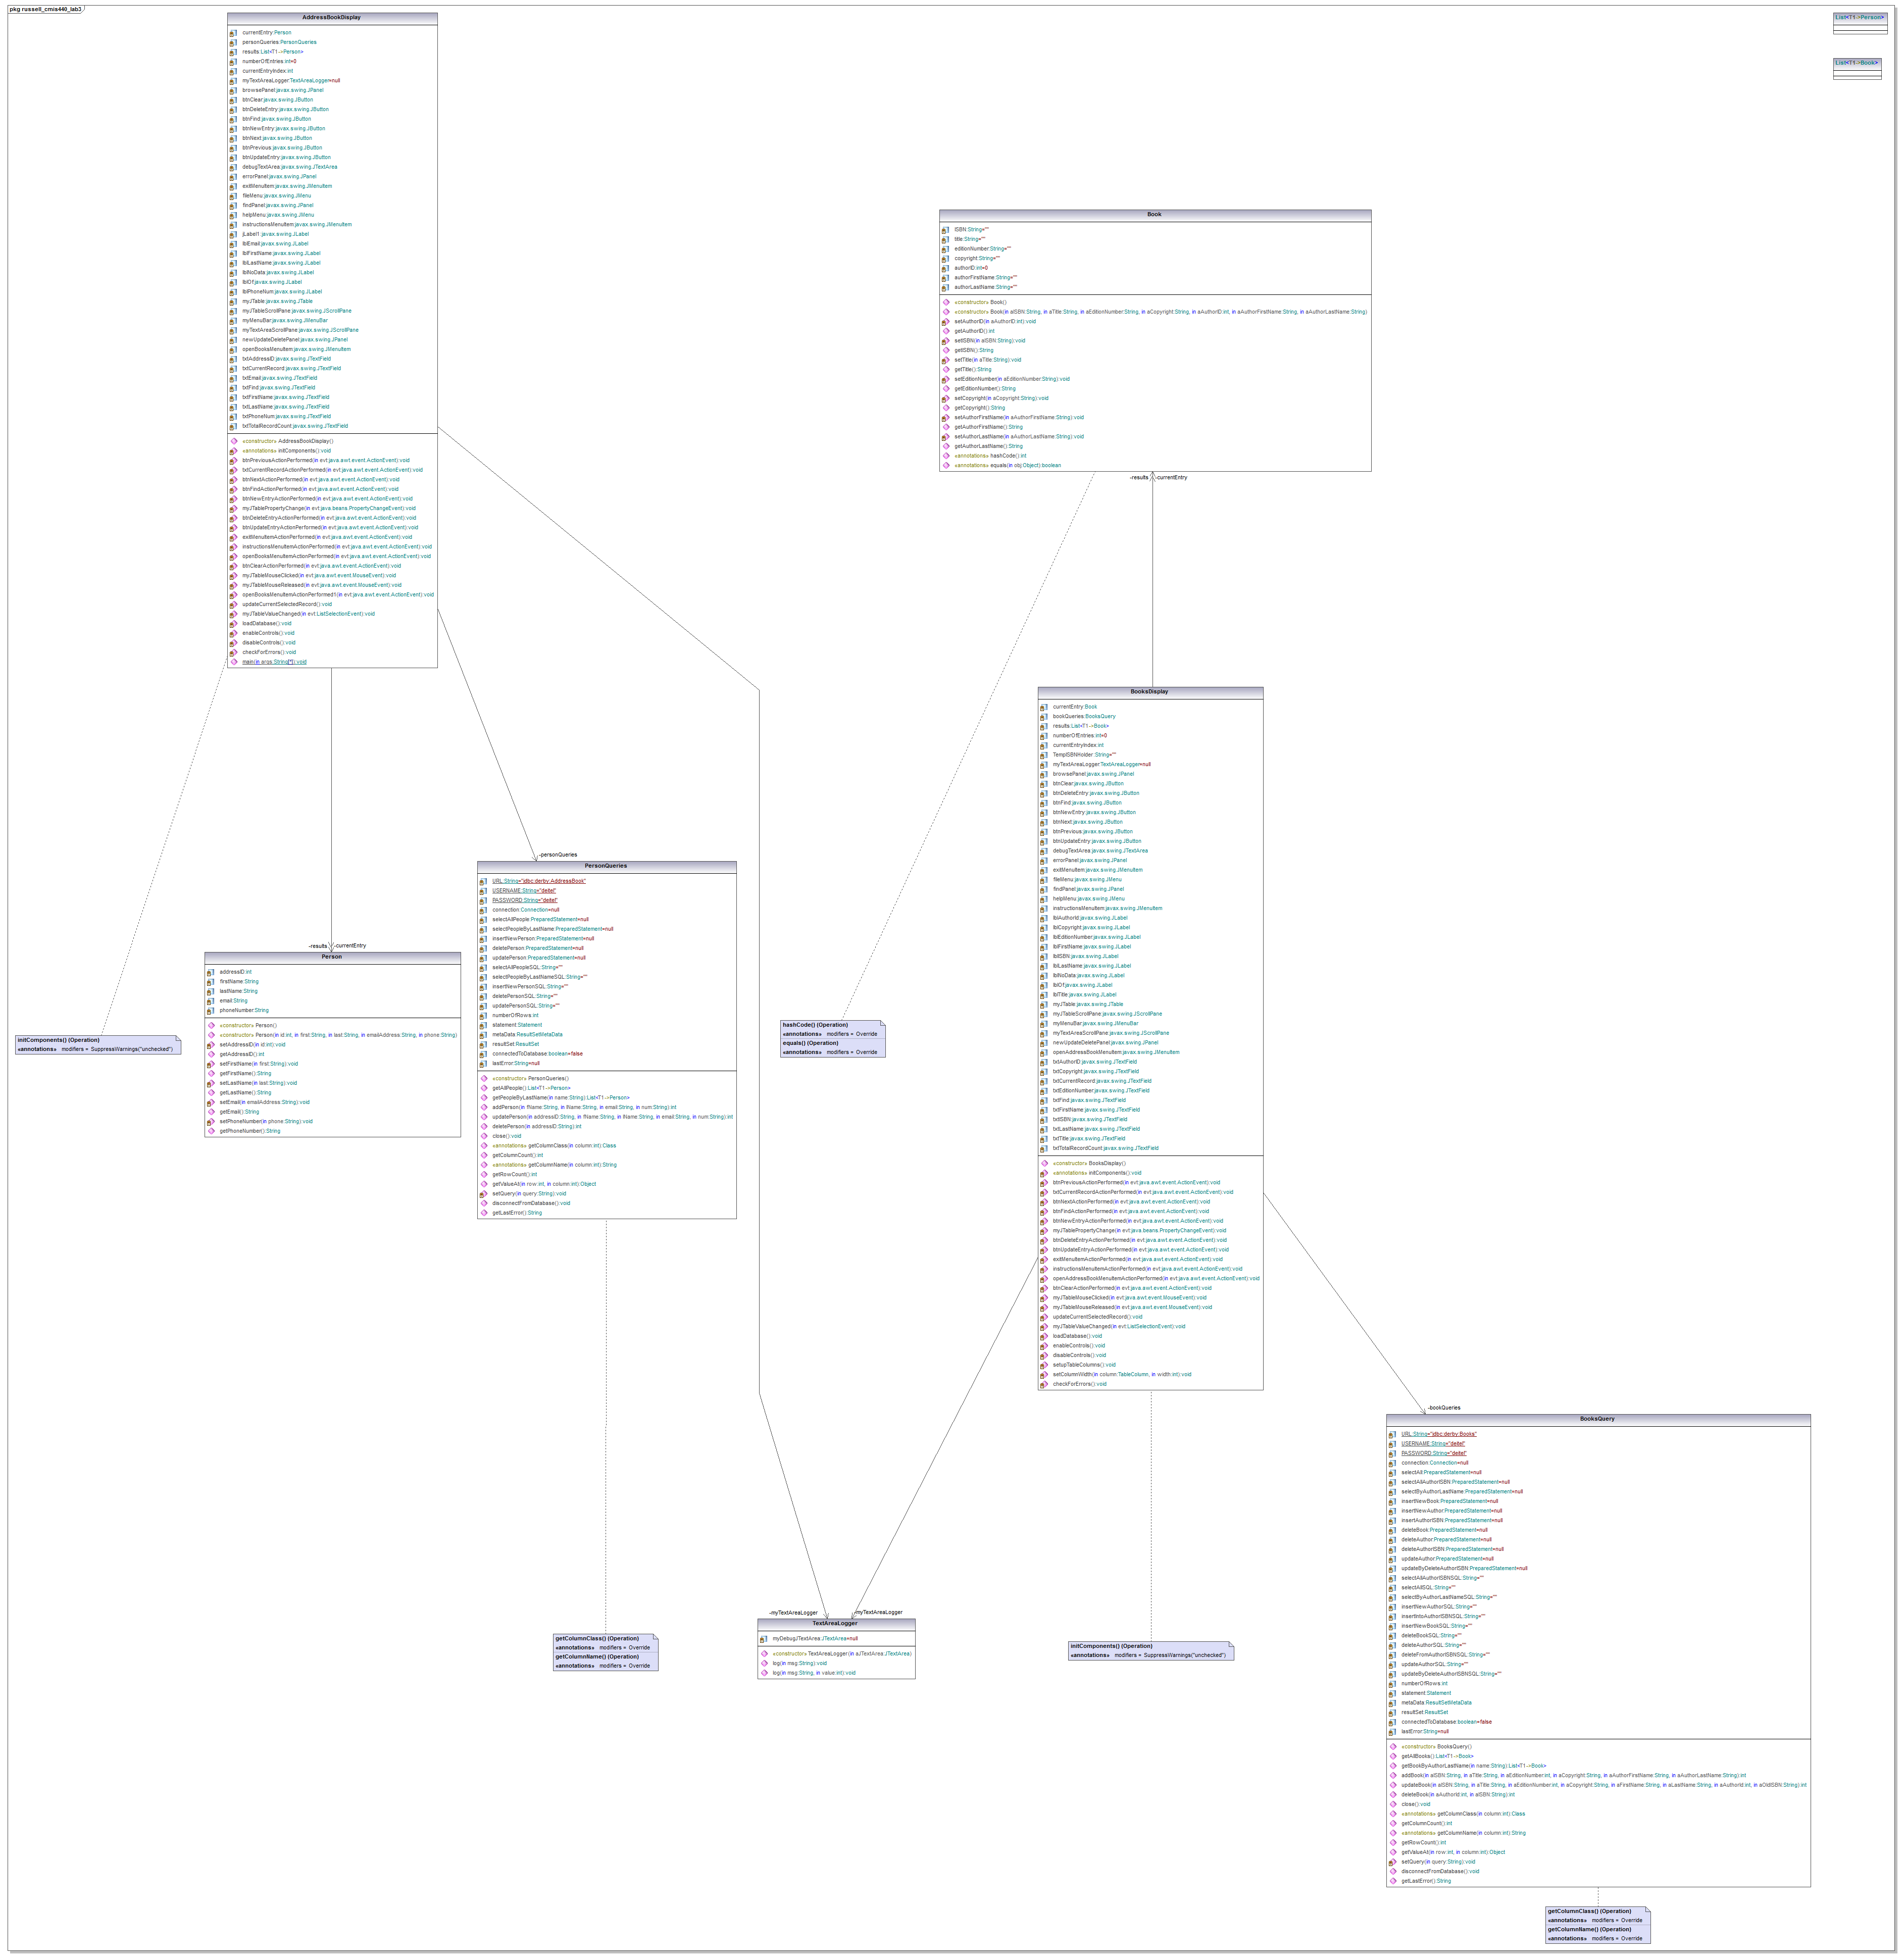 pkg russell_cmis440_lab3
AddressBookDisplay
currentEntry:Person
personQueries:PersonQueries
results:List<T1->Person>
numberOfEntries:int=0
currentEntryIndex:int
myTextAreaLogger:TextAreaLogger=null
browsePanel:javax.swing.JPanel
btnClear:javax.swing.JButton
btnDeleteEntry:javax.swing.JButton
btnFind:javax.swing.JButton
btnNewEntry:javax.swing.JButton
btnNext:javax.swing.JButton
btnPrevious:javax.swing.JButton
btnUpdateEntry:javax.swing.JButton
debugTextArea:javax.swing.JTextArea
errorPanel:javax.swing.JPanel
exitMenuItem:javax.swing.JMenuItem
fileMenu:javax.swing.JMenu
findPanel:javax.swing.JPanel
helpMenu:javax.swing.JMenu
instructionsMenuItem:javax.swing.JMenuItem
jLabel1:javax.swing.JLabel
lblEmail:javax.swing.JLabel
lblFirstName:javax.swing.JLabel
lblLastName:javax.swing.JLabel
lblNoData:javax.swing.JLabel
lblOf:javax.swing.JLabel
lblPhoneNum:javax.swing.JLabel
myJTable:javax.swing.JTable
myJTableScrollPane:javax.swing.JScrollPane
myMenuBar:javax.swing.JMenuBar
myTextAreaScrollPane:javax.swing.JScrollPane
newUpdateDeletePanel:javax.swing.JPanel
openBooksMenuItem:javax.swing.JMenuItem
txtAddressID:javax.swing.JTextField
txtCurrentRecord:javax.swing.JTextField
txtEmail:javax.swing.JTextField
txtFind:javax.swing.JTextField
txtFirstName:javax.swing.JTextField
txtLastName:javax.swing.JTextField
txtPhoneNum:javax.swing.JTextField
txtTotalRecordCount:javax.swing.JTextField
«constructor» AddressBookDisplay()
«annotations» initComponents():void
btnPreviousActionPerformed(in evt:java.awt.event.ActionEvent):void
txtCurrentRecordActionPerformed(in evt:java.awt.event.ActionEvent):void
btnNextActionPerformed(in evt:java.awt.event.ActionEvent):void
btnFindActionPerformed(in evt:java.awt.event.ActionEvent):void
btnNewEntryActionPerformed(in evt:java.awt.event.ActionEvent):void
myJTablePropertyChange(in evt:java.beans.PropertyChangeEvent):void
btnDeleteEntryActionPerformed(in evt:java.awt.event.ActionEvent):void
btnUpdateEntryActionPerformed(in evt:java.awt.event.ActionEvent):void
exitMenuItemActionPerformed(in evt:java.awt.event.ActionEvent):void
instructionsMenuItemActionPerformed(in evt:java.awt.event.ActionEvent):void
openBooksMenuItemActionPerformed(in evt:java.awt.event.ActionEvent):void
btnClearActionPerformed(in evt:java.awt.event.ActionEvent):void
myJTableMouseClicked(in evt:java.awt.event.MouseEvent):void
myJTableMouseReleased(in evt:java.awt.event.MouseEvent):void
openBooksMenuItemActionPerformed1(in evt:java.awt.event.ActionEvent):void
updateCurrentSelectedRecord():void
myJTableValueChanged(in evt:ListSelectionEvent):void
loadDatabase():void
enableControls():void
disableControls():void
checkForErrors():void
main(in args:String[*]):void
List<T1->Person>
List<T1->Book>
Book
ISBN:String=""
title:String=""
editionNumber:String=""
copyright:String=""
authorID:int=0
authorFirstName:String=""
authorLastName:String=""
«constructor» Book()
«constructor» Book(in aISBN:String, in aTitle:String, in aEditionNumber:String, in aCopyright:String, in aAuthorID:int, in aAuthorFirstName:String, in aAuthorLastName:String)
setAuthorID(in aAuthorID:int):void
getAuthorID():int
setISBN(in aISBN:String):void
getISBN():String
setTitle(in aTitle:String):void
getTitle():String
setEditionNumber(in aEditionNumber:String):void
getEditionNumber():String
setCopyright(in aCopyright:String):void
getCopyright():String
setAuthorFirstName(in aAuthorFirstName:String):void
getAuthorFirstName():String
setAuthorLastName(in aAuthorLastName:String):void
getAuthorLastName():String
«annotations» hashCode():int
«annotations» equals(in obj:Object):boolean
-results -currentEntry
BooksDisplay
currentEntry:Book
bookQueries:BooksQuery
results:List<T1->Book>
numberOfEntries:int=0
currentEntryIndex:int
TempISBNHolder:String=""
myTextAreaLogger:TextAreaLogger=null
browsePanel:javax.swing.JPanel
btnClear:javax.swing.JButton
btnDeleteEntry:javax.swing.JButton
btnFind:javax.swing.JButton
btnNewEntry:javax.swing.JButton
btnNext:javax.swing.JButton
btnPrevious:javax.swing.JButton
btnUpdateEntry:javax.swing.JButton
debugTextArea:javax.swing.JTextArea
errorPanel:javax.swing.JPanel
exitMenuItem:javax.swing.JMenuItem
fileMenu:javax.swing.JMenu
findPanel:javax.swing.JPanel
helpMenu:javax.swing.JMenu
instructionsMenuItem:javax.swing.JMenuItem
lblAuthorId:javax.swing.JLabel
lblCopyright:javax.swing.JLabel
lblEditionNumber:javax.swing.JLabel
lblFirstName:javax.swing.JLabel
lblISBN:javax.swing.JLabel
lblLastName:javax.swing.JLabel
lblNoData:javax.swing.JLabel
lblOf:javax.swing.JLabel
lblTitle:javax.swing.JLabel
myJTable:javax.swing.JTable
myJTableScrollPane:javax.swing.JScrollPane
myMenuBar:javax.swing.JMenuBar
myTextAreaScrollPane:javax.swing.JScrollPane
newUpdateDeletePanel:javax.swing.JPanel
openAddressBookMenuItem:javax.swing.JMenuItem
txtAuthorID:javax.swing.JTextField
txtCopyright:javax.swing.JTextField
txtCurrentRecord:javax.swing.JTextField
txtEditionNumber:javax.swing.JTextField
txtFind:javax.swing.JTextField
txtFirstName:javax.swing.JTextField
txtISBN:javax.swing.JTextField
txtLastName:javax.swing.JTextField
txtTitle:javax.swing.JTextField
txtTotalRecordCount:javax.swing.JTextField
«constructor» BooksDisplay()
«annotations» initComponents():void
btnPreviousActionPerformed(in evt:java.awt.event.ActionEvent):void
txtCurrentRecordActionPerformed(in evt:java.awt.event.ActionEvent):void
btnNextActionPerformed(in evt:java.awt.event.ActionEvent):void
btnFindActionPerformed(in evt:java.awt.event.ActionEvent):void
btnNewEntryActionPerformed(in evt:java.awt.event.ActionEvent):void
myJTablePropertyChange(in evt:java.beans.PropertyChangeEvent):void
btnDeleteEntryActionPerformed(in evt:java.awt.event.ActionEvent):void
btnUpdateEntryActionPerformed(in evt:java.awt.event.ActionEvent):void
exitMenuItemActionPerformed(in evt:java.awt.event.ActionEvent):void
instructionsMenuItemActionPerformed(in evt:java.awt.event.ActionEvent):void
openAddressBookMenuItemActionPerformed(in evt:java.awt.event.ActionEvent):void
btnClearActionPerformed(in evt:java.awt.event.ActionEvent):void
myJTableMouseClicked(in evt:java.awt.event.MouseEvent):void
myJTableMouseReleased(in evt:java.awt.event.MouseEvent):void
updateCurrentSelectedRecord():void
myJTableValueChanged(in evt:ListSelectionEvent):void
loadDatabase():void
enableControls():void
disableControls():void
setupTableColumns():void
setColumnWidth(in column:TableColumn, in width:int):void
checkForErrors():void
-personQueries
PersonQueries
URL:String="jdbc:derby:AddressBook"
USERNAME:String="deitel"
PASSWORD:String="deitel"
connection:Connection=null
selectAllPeople:PreparedStatement=null
selectPeopleByLastName:PreparedStatement=null
insertNewPerson:PreparedStatement=null
deletePerson:PreparedStatement=null
updatePerson:PreparedStatement=null
selectAllPeopleSQL:String=""
selectPeopleByLastNameSQL:String=""
insertNewPersonSQL:String=""
deletePersonSQL:String=""
updatePersonSQL:String=""
numberOfRows:int
statement:Statement
metaData:ResultSetMetaData
resultSet:ResultSet
connectedToDatabase:boolean=false
lastError:String=null
«constructor» PersonQueries()
getAllPeople():List<T1->Person>
getPeopleByLastName(in name:String):List<T1->Person>
addPerson(in fName:String, in lName:String, in email:String, in num:String):int
updatePerson(in addressID:String, in fName:String, in lName:String, in email:String, in num:String):int
deletePerson(in addressID:String):int
close():void
«annotations» getColumnClass(in column:int):Class
getColumnCount():int
«annotations» getColumnName(in column:int):String
getRowCount():int
getValueAt(in row:int, in column:int):Object
setQuery(in query:String):void
disconnectFromDatabase():void
getLastError():String
-results -currentEntry
Person
addressID:int
firstName:String
lastName:String
email:String
phoneNumber:String
«constructor» Person()
«constructor» Person(in id:int, in first:String, in last:String, in emailAddress:String, in phone:String)
setAddressID(in id:int):void
getAddressID():int
setFirstName(in first:String):void
getFirstName():String
setLastName(in last:String):void
getLastName():String
setEmail(in emailAddress:String):void
getEmail():String
setPhoneNumber(in phone:String):void
getPhoneNumber():String
initComponents() (Operation)
«annotations» modifiers = SuppressWarnings("unchecked")
hashCode() (Operation)
«annotations» modifiers = Override
equals() (Operation)
«annotations» modifiers = Override
-bookQueries
BooksQuery
URL:String="jdbc:derby:Books"
USERNAME:String="deitel"
PASSWORD:String="deitel"
connection:Connection=null
selectAll:PreparedStatement=null
selectAllAuthorISBN:PreparedStatement=null
selectByAuthorLastName:PreparedStatement=null
insertNewBook:PreparedStatement=null
insertNewAuthor:PreparedStatement=null
insertAuthorISBN:PreparedStatement=null
deleteBook:PreparedStatement=null
deleteAuthor:PreparedStatement=null
deleteAuthorISBN:PreparedStatement=null
updateAuthor:PreparedStatement=null
updateByDeleteAuthorISBN:PreparedStatement=null
selectAllAuthorISBNSQL:String=""
selectAllSQL:String=""
selectByAuthorLastNameSQL:String=""
insertNewAuthorSQL:String=""
insertIntoAuthorISBNSQL:String=""
insertNewBookSQL:String=""
deleteBookSQL:String=""
deleteAuthorSQL:String=""
deleteFromAuthorISBNSQL:String=""
updateAuthorSQL:String=""
updateByDeleteAuthorISBNSQL:String=""
numberOfRows:int
statement:Statement
metaData:ResultSetMetaData
resultSet:ResultSet
connectedToDatabase:boolean=false
lastError:String=null
«constructor» BooksQuery()
getAllBooks():List<T1->Book>
getBookByAuthorLastName(in name:String):List<T1->Book>
addBook(in aISBN:String, in aTitle:String, in aEditionNumber:int, in aCopyright:String, in aAuthorFirstName:String, in aAuthorLastName:String):int
updateBook(in aISBN:String, in aTitle:String, in aEditionNumber:int, in aCopyright:String, in aFirstName:String, in aLastName:String, in aAuthorId:int, in aOldISBN:String):int
deleteBook(in aAuthorId:int, in aISBN:String):int
close():void
«annotations» getColumnClass(in column:int):Class
getColumnCount():int
«annotations» getColumnName(in column:int):String
getRowCount():int
getValueAt(in row:int, in column:int):Object
setQuery(in query:String):void
disconnectFromDatabase():void
getLastError():String
-myTextAreaLogger -myTextAreaLogger
TextAreaLogger
myDebugJTextArea:JTextArea=null
«constructor» TextAreaLogger(in aJTextArea:JTextArea)
log(in msg:String):void
log(in msg:String, in value:int):void
getColumnClass() (Operation)
«annotations» modifiers = Override
getColumnName() (Operation)
«annotations» modifiers = Override
initComponents() (Operation)
«annotations» modifiers = SuppressWarnings("unchecked")
getColumnClass() (Operation)
«annotations» modifiers = Override
getColumnName() (Operation)
«annotations» modifiers = Override